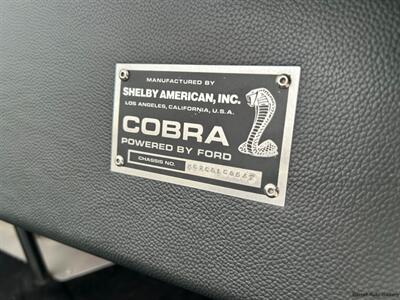 MANUFACTURED BY
SHELBY AMERICAN, INC.
LOS ANGELES, CALIFORNIA, U.S.A.
COBRA
POWERED BY FORD
CHASSIS NO.